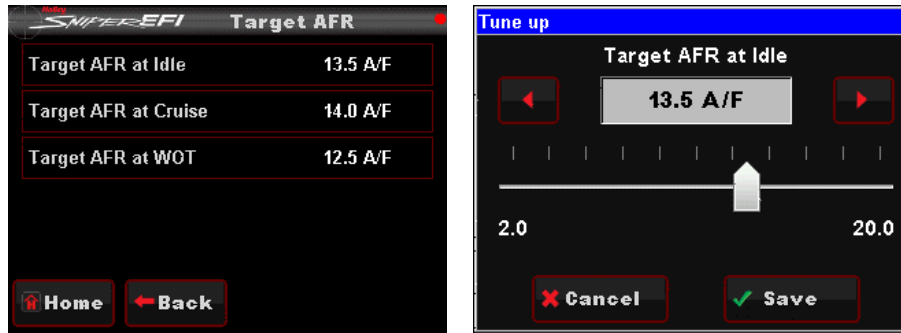 Holley
SNIPER EFI
Target AFR
Target AFR at Idle 13.5 A/F
Target AFR at Cruise 14.0 A/F
Target AFR at WOT 12.5 A/F
Home Back
Tune up
Target AFR at Idle
13.5 A/F
2.0 20.0
Cancel Save